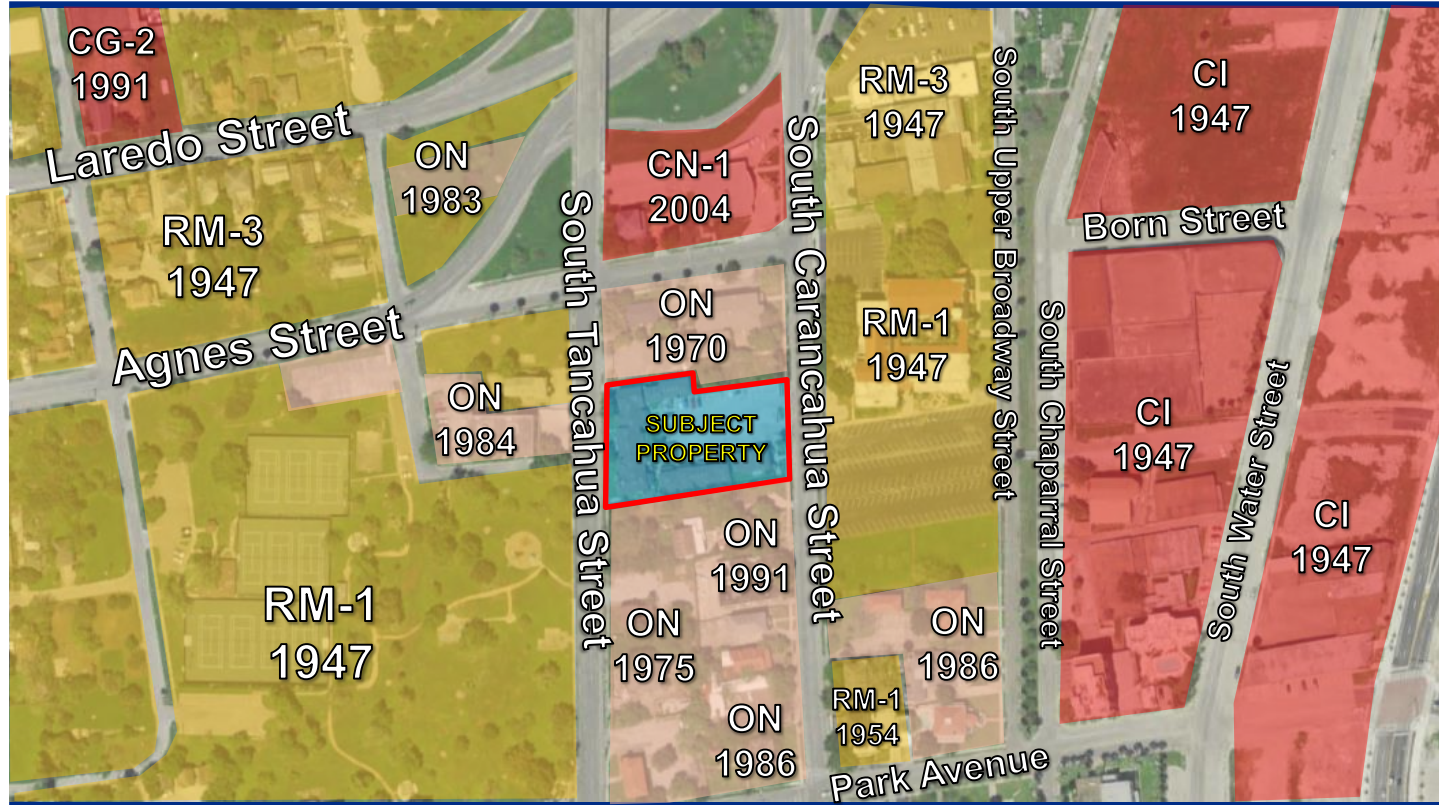 CG-2
1991
Laredo Street
RM-3
1947
ON
1983
CN-1
2004
RM-3
1947
CI
1947
Born Street
South Upper Broadway Street
South Tancahua Street
South Carancahua Street
RM-1
1947
Agnes Street
ON
1984
ON
1970
SUBJECT
PROPERTY
South Chaparral Street
CI
1947
South Water Street
CI
1947
RM-1
1947
ON
1991
ON
1975
ON
1986
ON
1986
RM-1
1954
Park Avenue